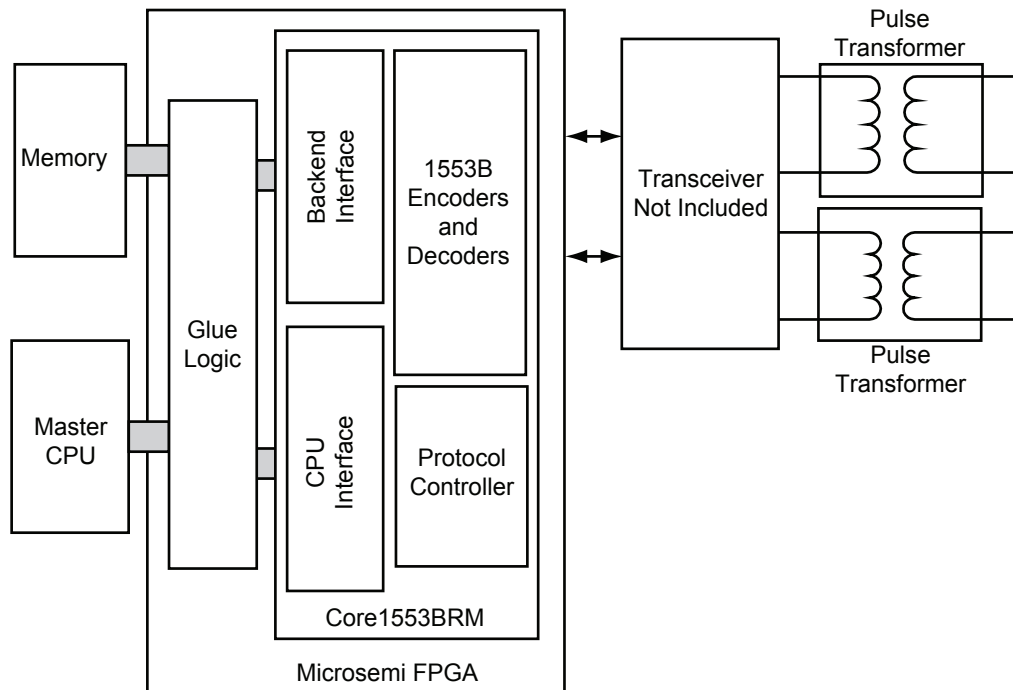 Memory
Master
CPU
Glue
Logic
Backend
Interface
CPU
Interface
1553B
Encoders
and
Decoders
Protocol
Controller
Core1553BRM
Microsemi FPGA
Transceiver
Not Included
Pulse
Transformer
Pulse
Transformer